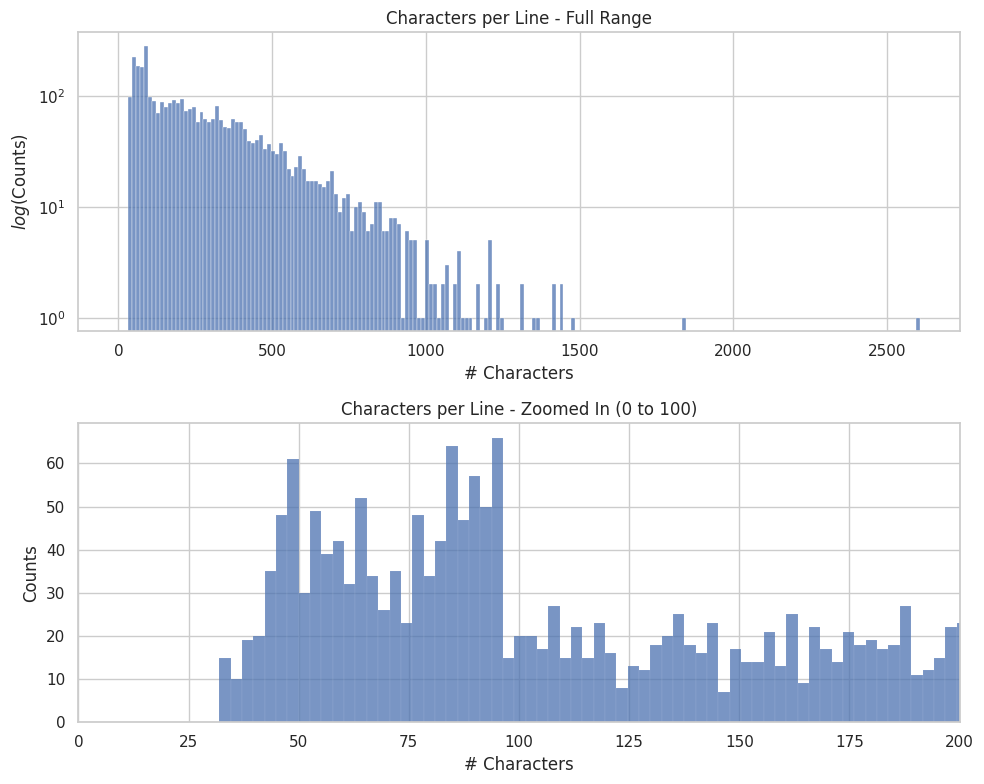 Characters per Line - Full Range
log(Counts)
10²
10¹
10⁰
0 500 1000 1500 2000 2500
# Characters
Characters per Line - Zoomed In (0 to 100)
Counts
60
50
40
30
20
10
0
0 25 50 75 100 125 150 175 200
# Characters